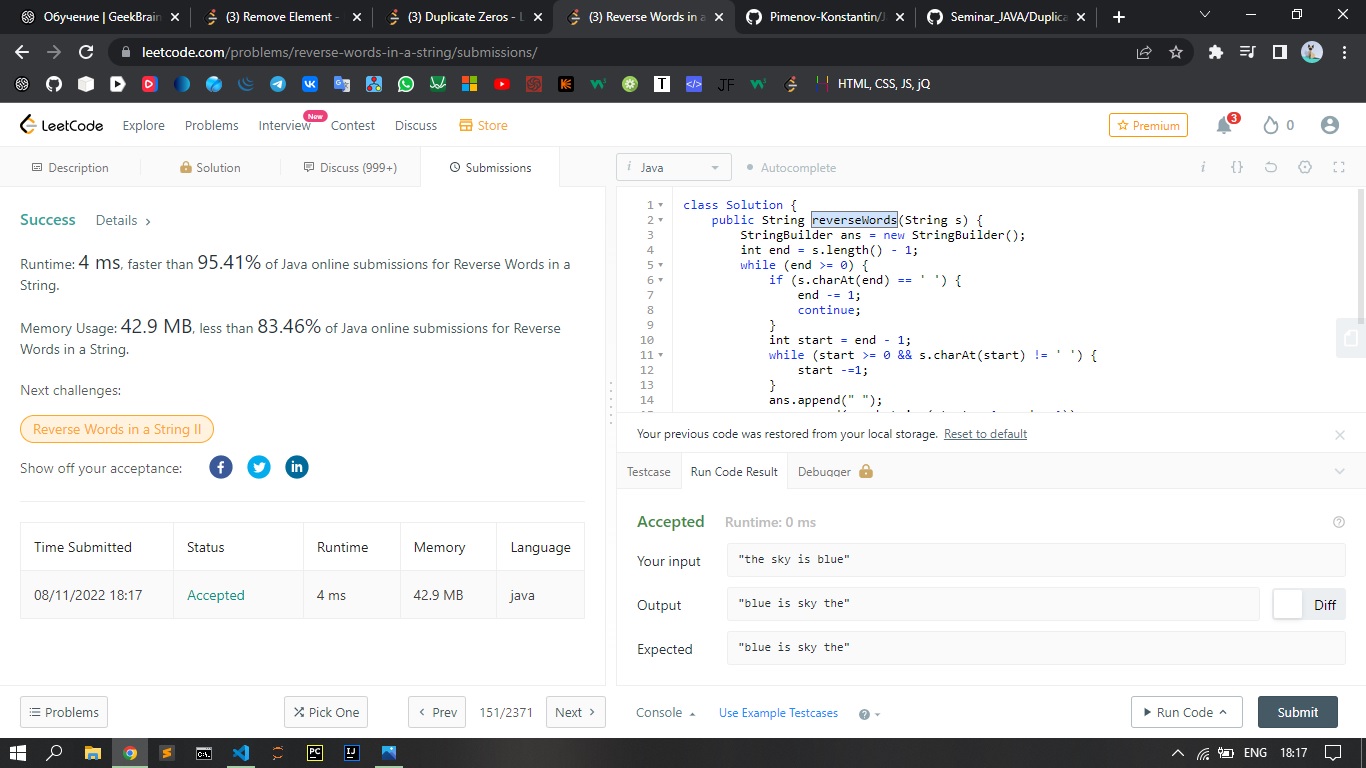 Обучение | GeekBrain
(3) Remove Element -
(3) Duplicate Zeros - L
(3) Reverse Words in a
Pimenov-Konstantin/J
Seminar_JAVA/Duplica
leetcode.com/problems/reverse-words-in-a-string/submissions/
HTML, CSS, JS, jQ
LeetCode
Explore
Problems
Interview
New
Contest
Discuss
Store
Premium
3
0
Description
Solution
Discuss (999+)
Submissions
i Java
Autocomplete
Success
Details
Runtime: 4 ms, faster than 95.41% of Java online submissions for Reverse Words in a
String.
Memory Usage: 42.9 MB, less than 83.46% of Java online submissions for Reverse
Words in a String.
Next challenges:
Reverse Words in a String II
Show off your acceptance:
Time Submitted Status Runtime Memory Language
08/11/2022 18:17 Accepted 4 ms 42.9 MB java
1 class Solution {
2 public String reverseWords(String s) {
3 StringBuilder ans = new StringBuilder();
4 int end = s.length() - 1;
5 while (end >= 0) {
6 if (s.charAt(end) == ' ') {
7 end -= 1;
8 continue;
9 }
10 int start = end - 1;
11 while (start >= 0 && s.charAt(start) != ' ') {
12 start -=1;
13 }
14 ans.append(" ");
Your previous code was restored from your local storage. Reset to default
Testcase
Run Code Result
Debugger
Accepted Runtime: 0 ms
Your input "the sky is blue"
Output "blue is sky the"
Diff
Expected "blue is sky the"
Problems
Pick One
Prev
151/2371
Next
Console
Use Example Testcases
Run Code
Submit
ENG
18:17